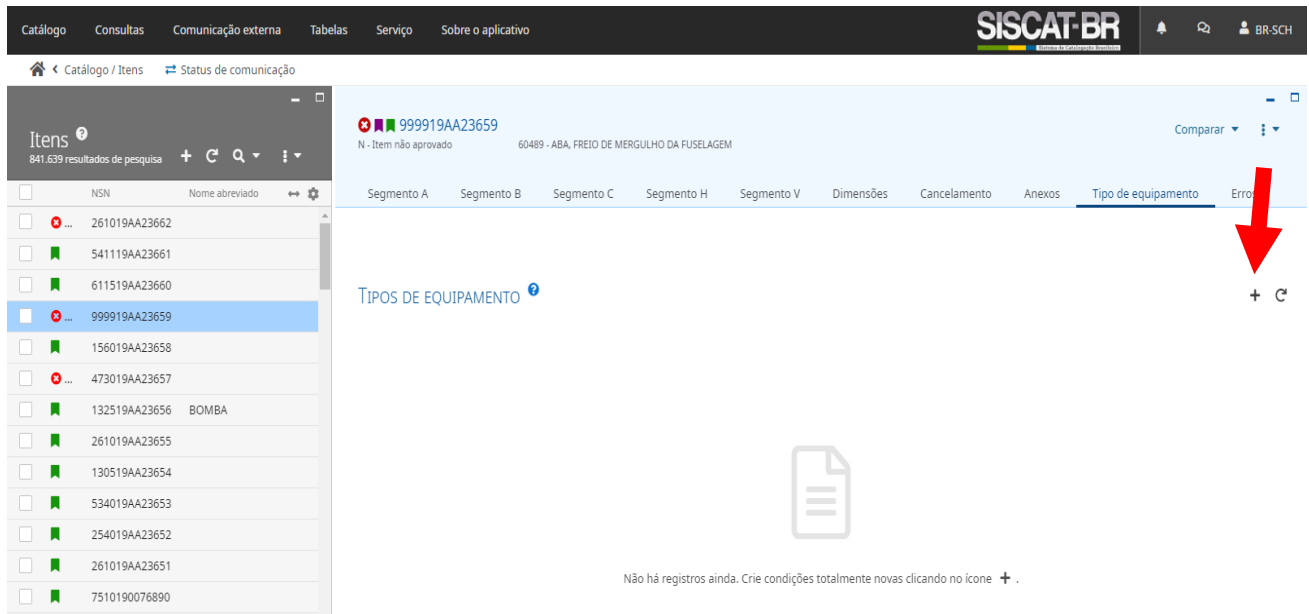 Catálogo Consultas Comunicação externa Tabelas Serviço Sobre o aplicativo SISCAT-BR BR-SCH
Sistema de Catalogação Brasileiro
Catálogo / Itens Status de comunicação
Itens
841.639 resultados de pesquisa
999919AA23659
N - Item não aprovado 60489 - ABA, FREIO DE MERGULHO DA FUSELAGEM
Comparar
NSN Nome abreviado
Segmento A Segmento B Segmento C Segmento H Segmento V Dimensões Cancelamento Anexos Tipo de equipamento
... 261019AA23662
541119AA23661
611519AA23660
... 999919AA23659
156019AA23658
... 473019AA23657
132519AA23656 BOMBA
261019AA23655
130519AA23654
534019AA23653
254019AA23652
261019AA23651
7510190076890
TIPOS DE EQUIPAMENTO
Não há registros ainda. Crie condições totalmente novas clicando no ícone + .